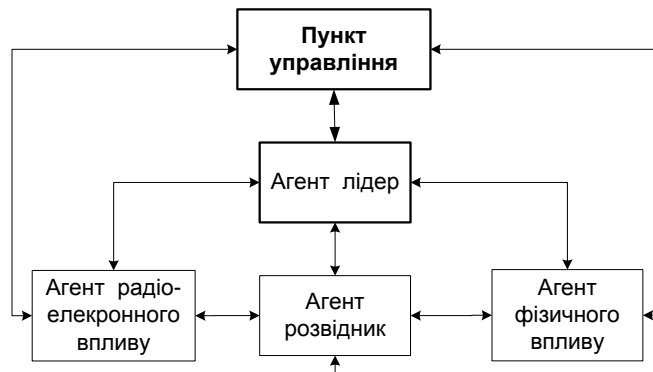 Пункт
управління
Агент лідер
Агент радіо-
елекронного
впливу
Агент
розвідник
Агент
фізичного
впливу